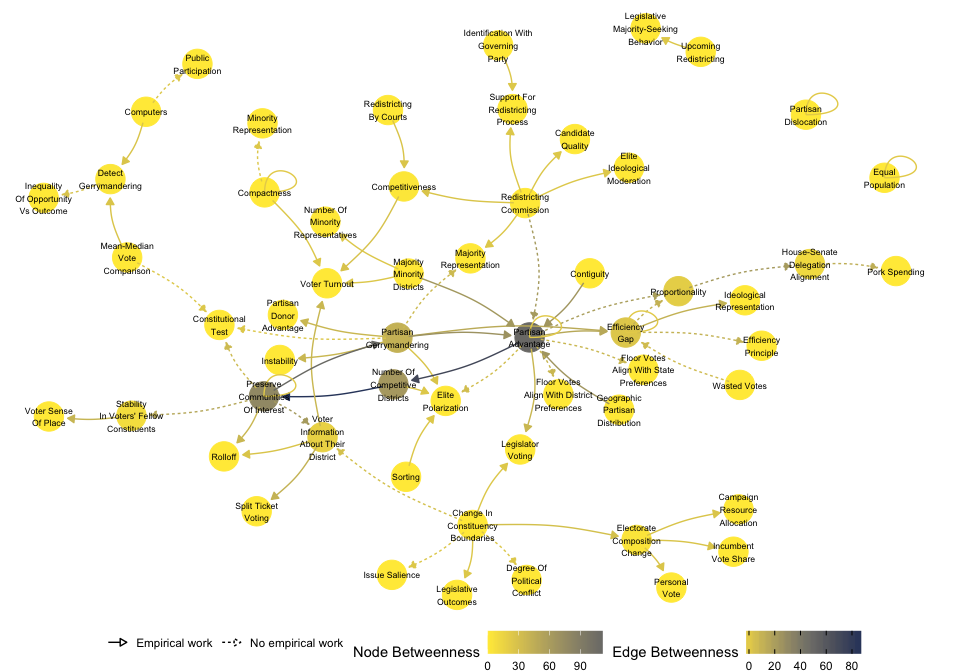 Legislative
Majority-Seeking
Behavior
Upcoming
Redistricting
Identification With
Governing
Party
Public
Participation
Computers
Minority
Representation
Redistricting
By Courts
Support For
Redistricting
Process
Candidate
Quality
Partisan
Dislocation
Elite
Ideological
Moderation
Equal
Population
Detect
Gerrymandering
Inequality
Of Opportunity
Vs Outcome
Compactness
Competitiveness
Redistricting
Commission
Number Of
Minority
Representatives
Mean-Median
Vote
Comparison
Majority
Representation
Majority
Minority
Districts
Voter Turnout
Contiguity
House-Senate
Delegation
Alignment
Pork Spending
Proportionality
Ideological
Representation
Partisan
Donor
Advantage
Constitutional
Test
Partisan
Gerrymandering
Partisan
Advantage
Efficiency
Gap
Efficiency
Principle
Instability
Floor Votes
Align With State
Preferences
Wasted Votes
Number Of
Competitive
Districts
Floor Votes
Align With District
Preferences
Preserve
Communities
Of Interest
Elite
Polarization
Geographic
Partisan
Distribution
Voter Sense
Of Place
Stability
In Voters' Fellow
Constituents
Voter
Information
About Their
District
Rolloff
Legislator
Voting
Sorting
Split Ticket
Voting
Change In
Constituency
Boundaries
Campaign
Resource
Allocation
Electorate
Composition
Change
Incumbent
Vote Share
Issue Salience
Legislative
Outcomes
Degree Of
Political
Conflict
Personal
Vote
Empirical work
No empirical work
Node Betweenness
0 30 60 90
Edge Betweenness
0 20 40 60 80